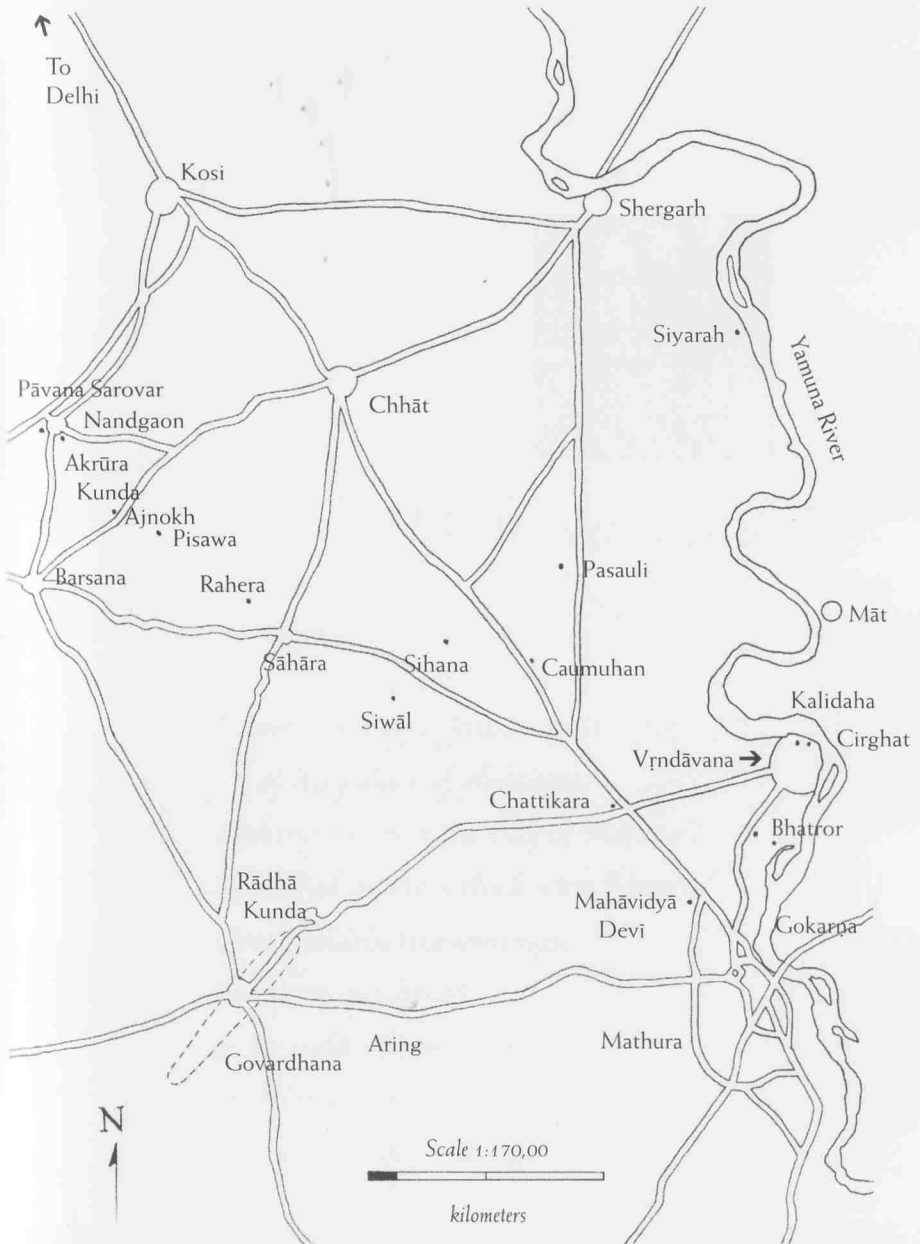 To
Delhi
Kosi
Shergarh
Siyarah
Yamuna River
Pāvana Sarovar
Nandgaon
Chhāt
Akrūra
Kunda
Ajnokh
Pisawa
Barsana
Rahera
Pasauli
Māt
Sāhāra
Sihana
Caumuhan
Siwāl
Kalidaha
Cirghat
Vṛndāvana
Chattikara
Bhatror
Rādhā
Kunda
Mahāvidyā
Devi
Gokarṇa
Aring
Mathura
Govardhana
N
Scale 1:170,00
kilometers